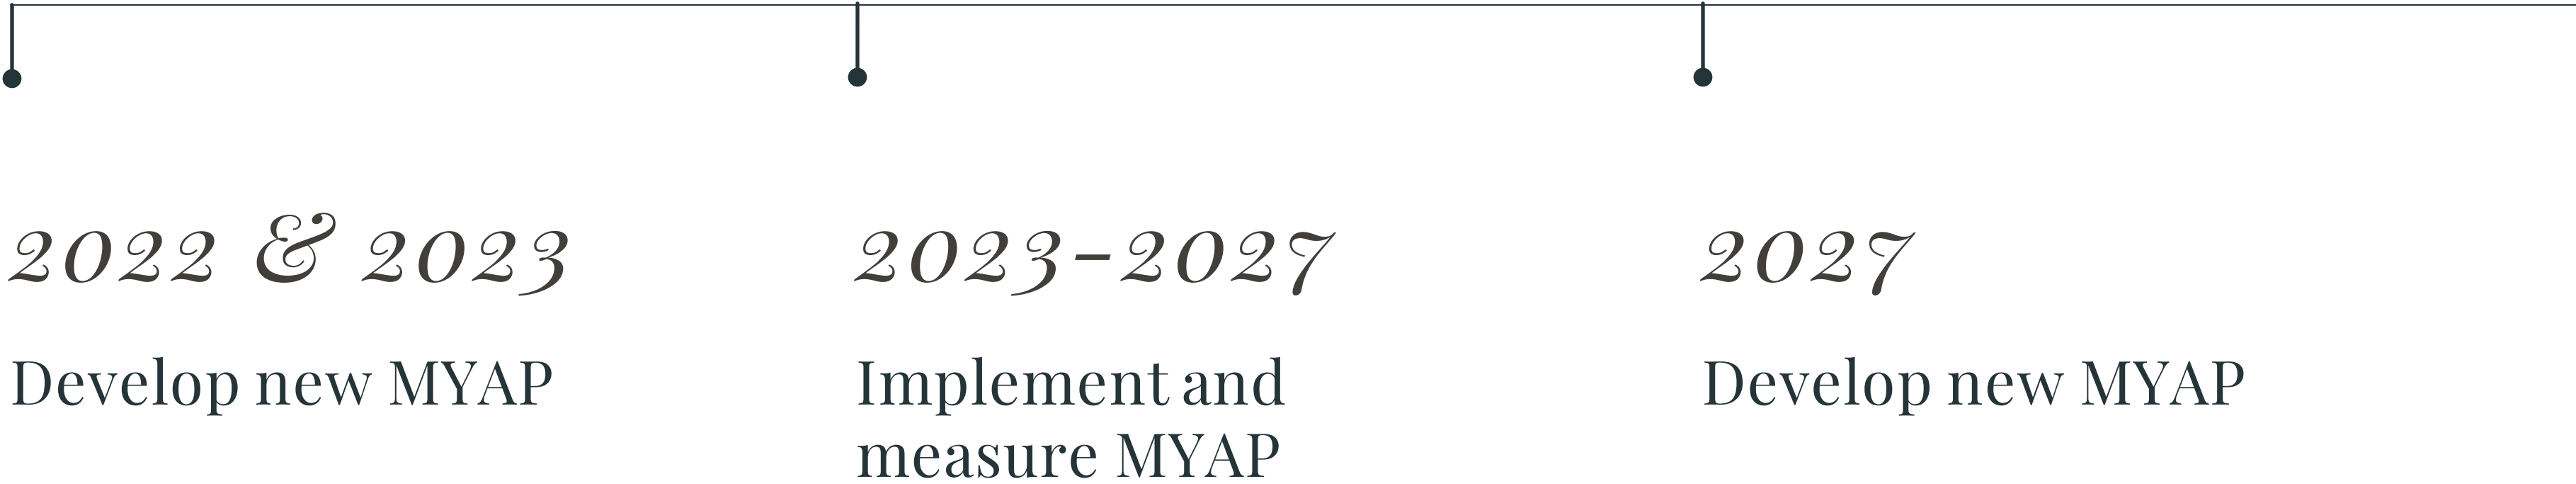 2022 & 2023
Develop new MYAP
2023-2027
Implement and
measure MYAP
2027
Develop new MYAP